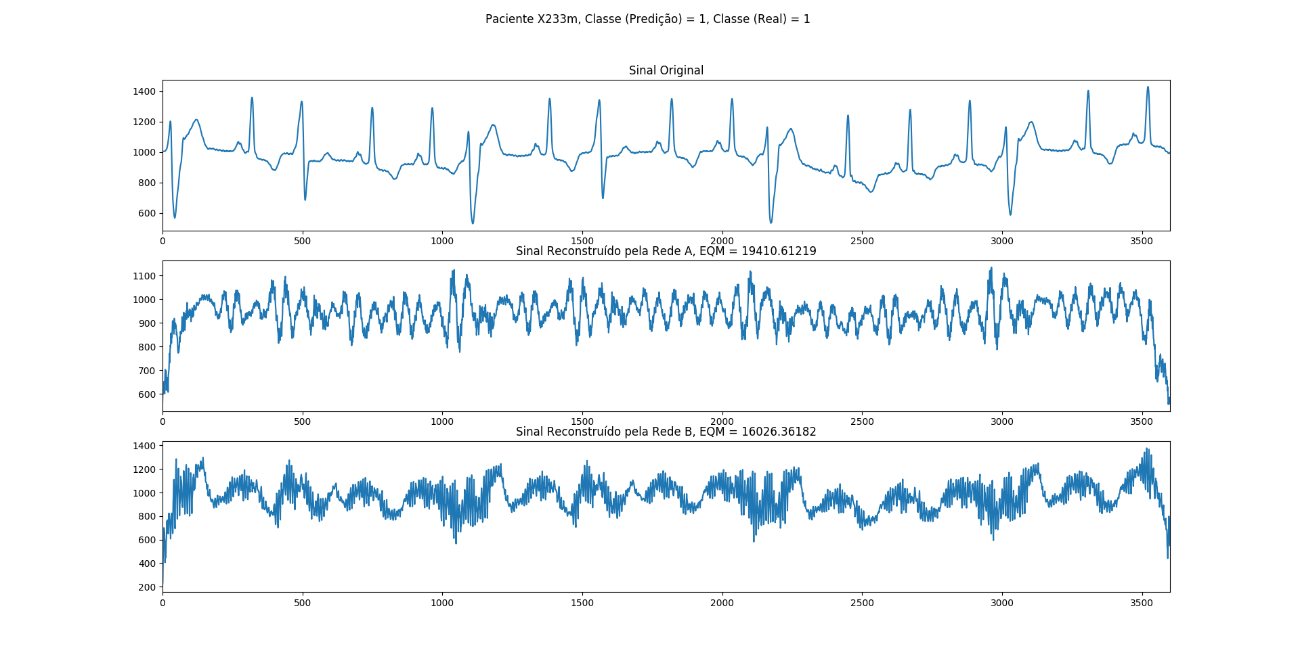 Paciente X233m, Classe (Predição) = 1, Classe (Real) = 1
Sinal Original
1400
1200
1000
800
600
0 500 1000 1500 2000 2500 3000 3500
Sinal Reconstruído pela Rede A, EQM = 19410.61219
1100
1000
900
800
700
600
0 500 1000 1500 2000 2500 3000 3500
Sinal Reconstruído pela Rede B, EQM = 16026.36182
1400
1200
1000
800
600
400
200
0 500 1000 1500 2000 2500 3000 3500